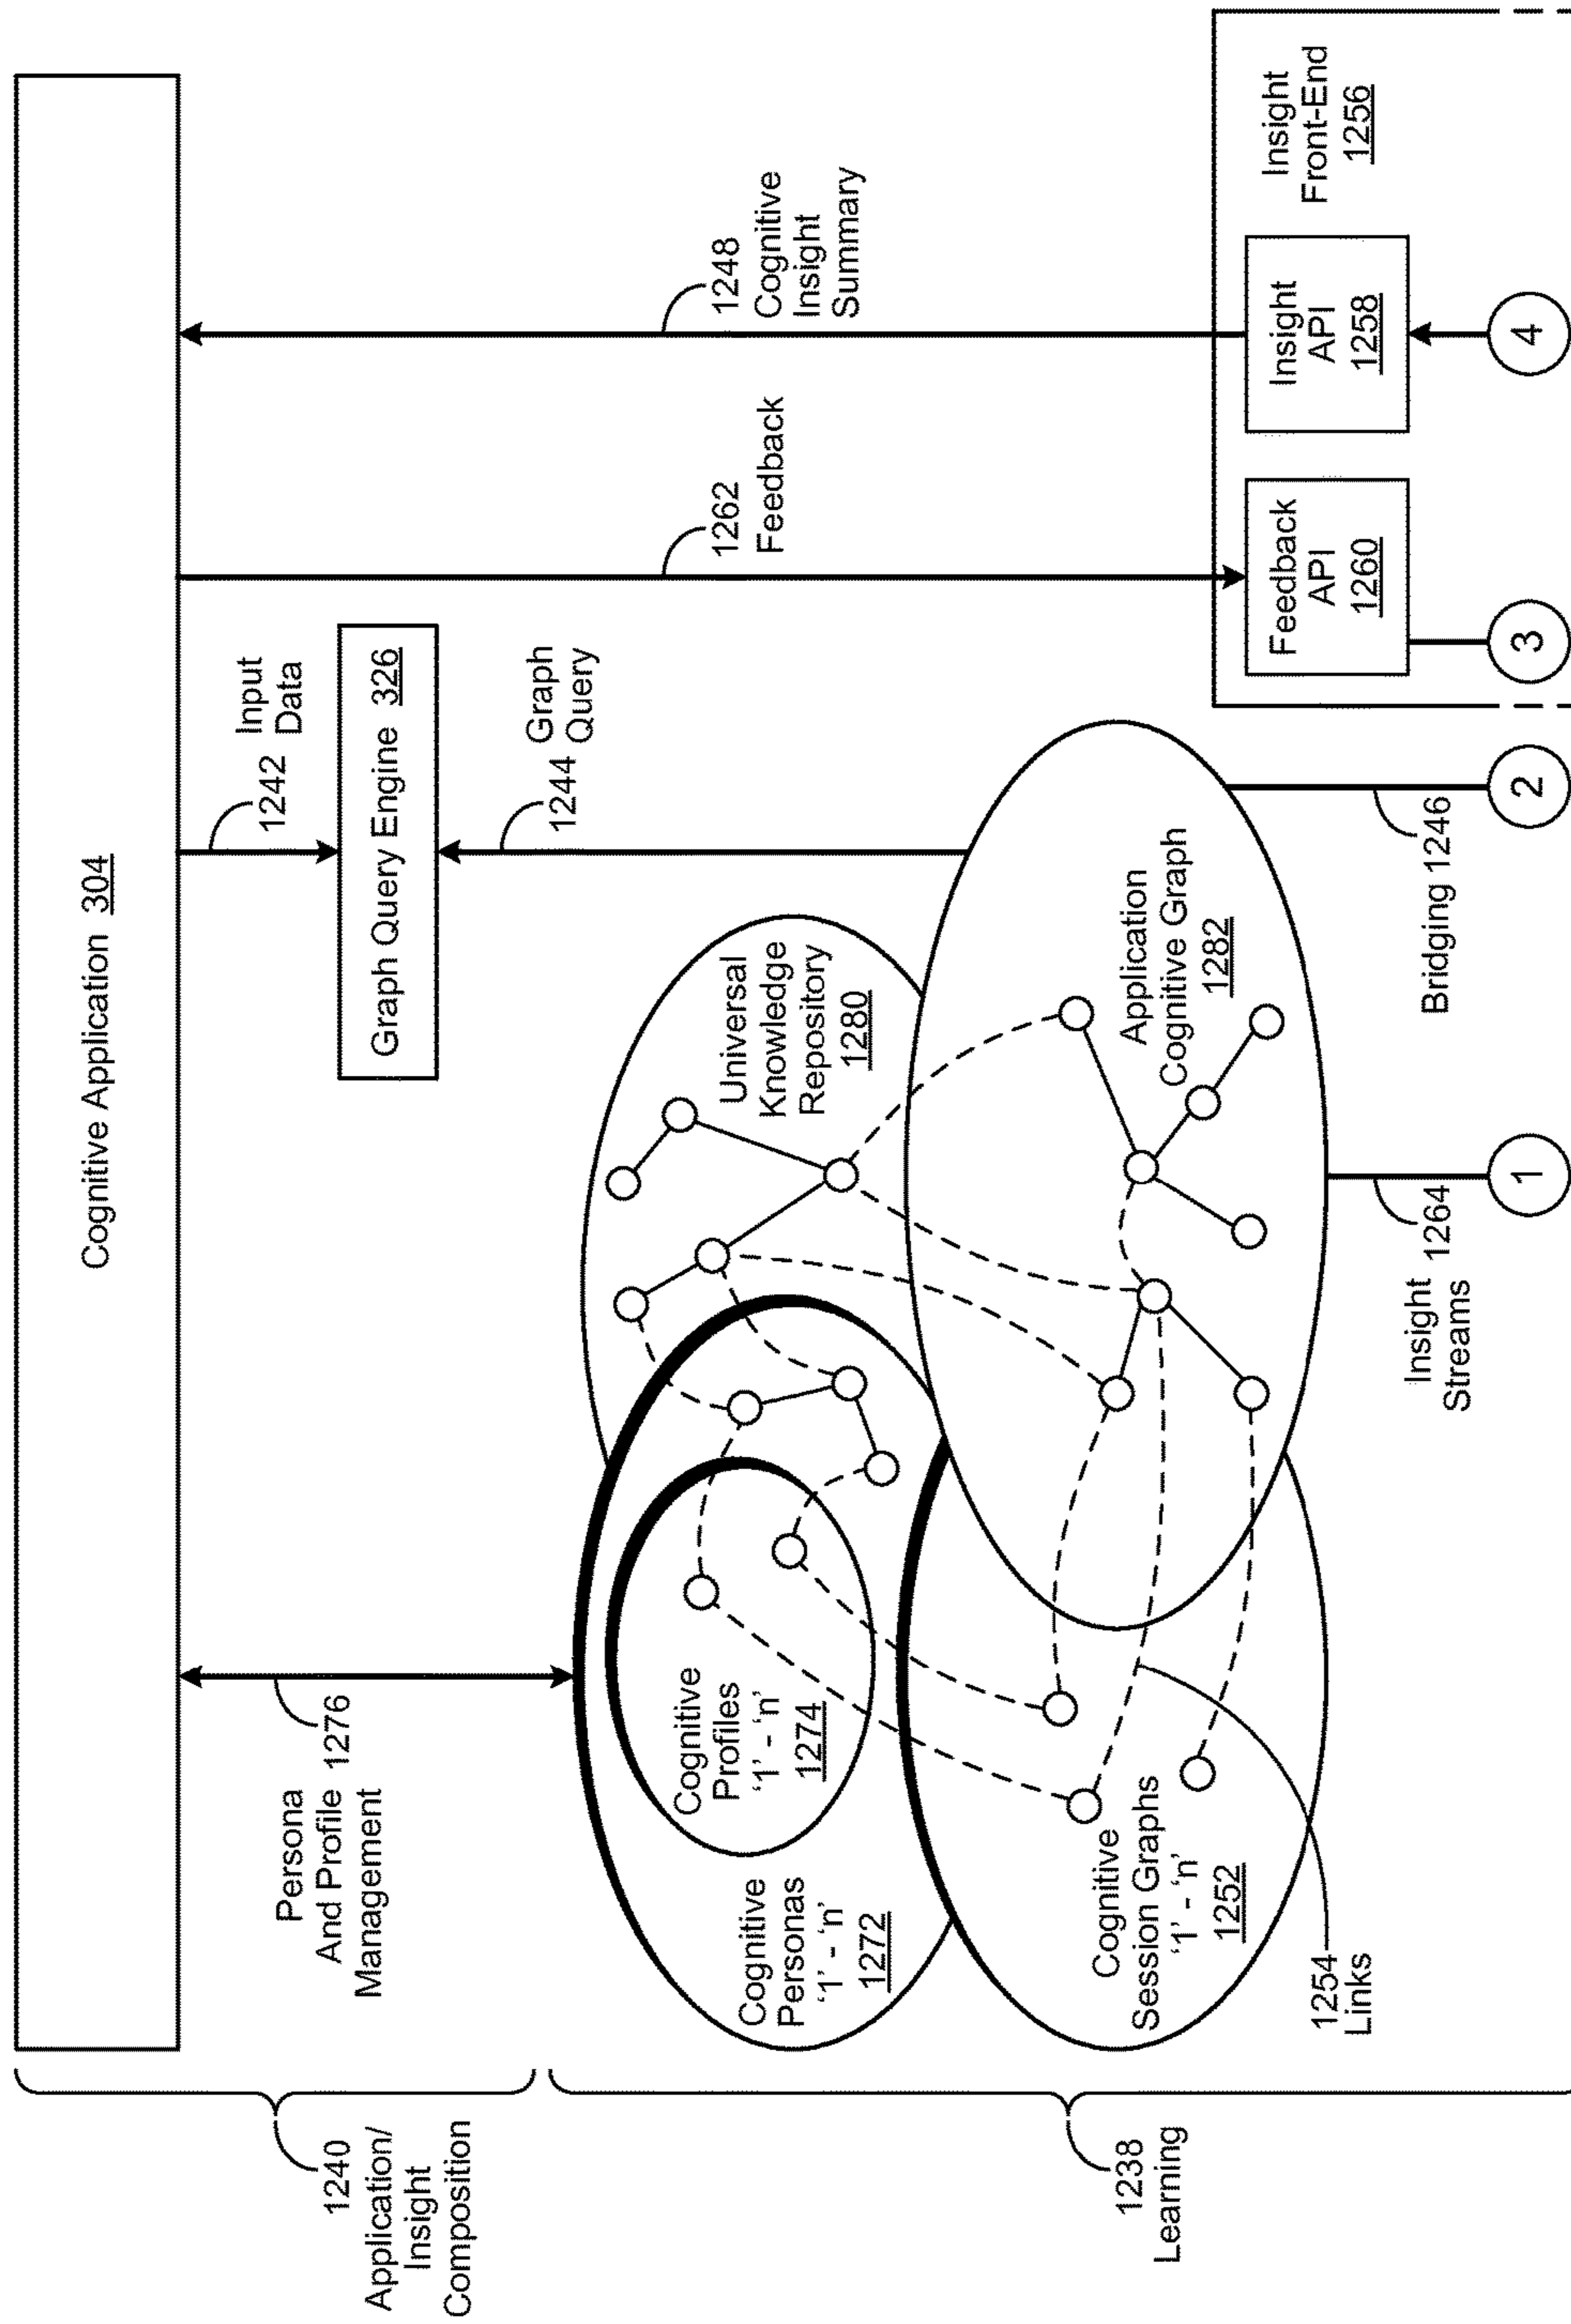 Cognitive Application 304
1240
Application/
Insight
Composition
Persona
And Profile 1276
Management
1242 Input
Data
Graph Query Engine 326
1244 Graph
Query
1262
Feedback
1248
Cognitive
Insight
Summary
1238
Learning
Cognitive
Personas
‘1’ - ‘n’
1272
Cognitive
Profiles
‘1’ - ‘n’
1274
Universal
Knowledge
Repository
1280
Application
Cognitive Graph
1282
Cognitive
Session Graphs
‘1’ - ‘n’
1252
1254
Links
Insight 1264
Streams
Bridging 1246
Feedback
API
1260
Insight
API
1258
Insight
Front-End
1256
1
2
3
4